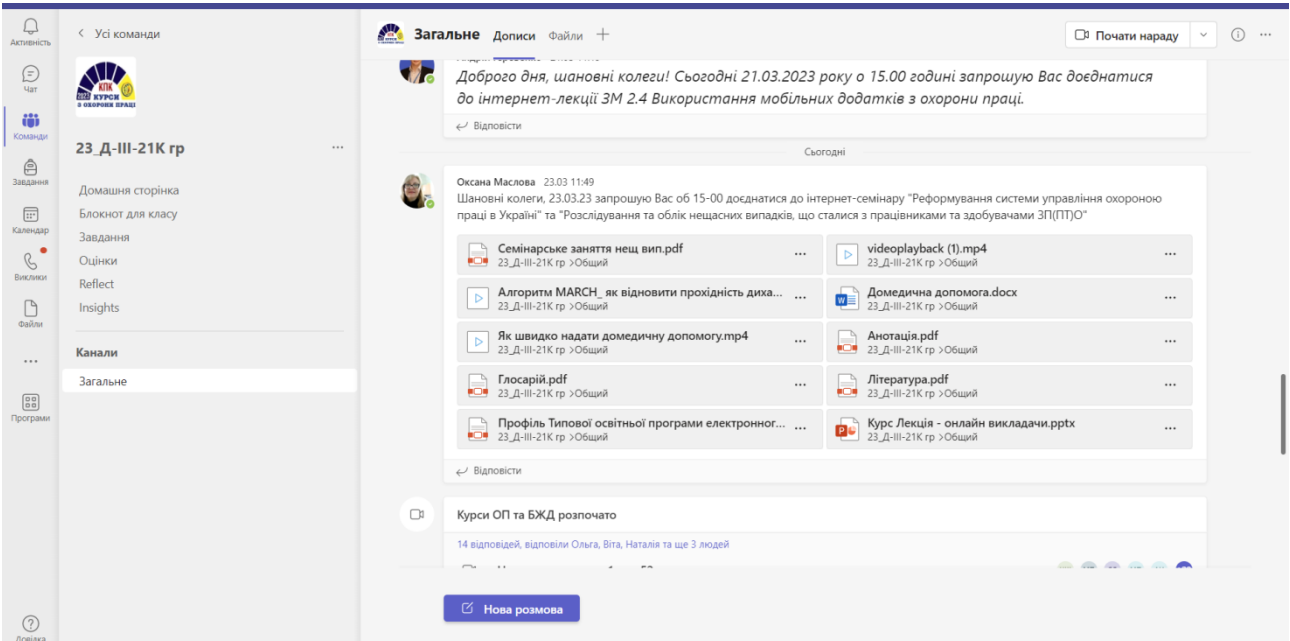 Активність
Чат
Команди
Завдання
Календар
Виклики
Файли
Програми
Довідка
Усі команди
КПК
КУРСИ
З ОХОРОНИ ПРАЦІ
23_Д-ІІІ-21К гр
Домашня сторінка
Блокнот для класу
Завдання
Оцінки
Reflect
Insights
Канали
Загальне
Загальне Дописи Файли
Почати нараду
Доброго дня, шановні колеги! Сьогодні 21.03.2023 року о 15.00 годині запрошую Вас доєднатися
до інтернет-лекції ЗМ 2.4 Використання мобільних додатків з охорони праці.
Відповісти
Сьогодні
Оксана Маслова 23.03 11:49
Шановні колеги, 23.03.23 запрошую Вас об 15-00 доєднатися до інтернет-семінару "Реформування системи управління охороною
праці в Україні" та "Розслідування та облік нещасних випадків, що сталися з працівниками та здобувачами ЗП(ПТ)О"
Семінарське заняття нещ вип.pdf
23_Д-ІІІ-21К гр >Общий
videoplayback (1).mp4
23_Д-ІІІ-21К гр >Общий
Алгоритм MARCH_ як відновити прохідність диха...
23_Д-ІІІ-21К гр >Общий
Домедична допомога.docx
23_Д-ІІІ-21К гр >Общий
Як швидко надати домедичну допомогу.mp4
23_Д-ІІІ-21К гр >Общий
Анотація.pdf
23_Д-ІІІ-21К гр >Общий
Глосарій.pdf
23_Д-ІІІ-21К гр >Общий
Література.pdf
23_Д-ІІІ-21К гр >Общий
Профіль Типової освітньої програми електронног...
23_Д-ІІІ-21К гр >Общий
Курс Лекція - онлайн викладачи.pptx
23_Д-ІІІ-21К гр >Общий
Відповісти
Курси ОП та БЖД розпочато
14 відповідей, відповіли Ольга, Віта, Наталія та ще 3 людей
Нова розмова